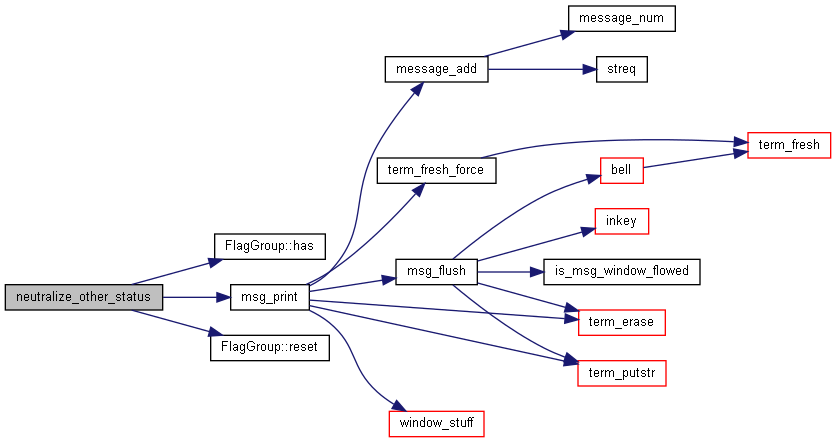 message_num
message_add
streq
term_fresh
term_fresh_force
bell
inkey
FlagGroup::has
msg_flush
is_msg_window_flowed
neutralize_other_status
msg_print
term_erase
FlagGroup::reset
term_putstr
window_stuff